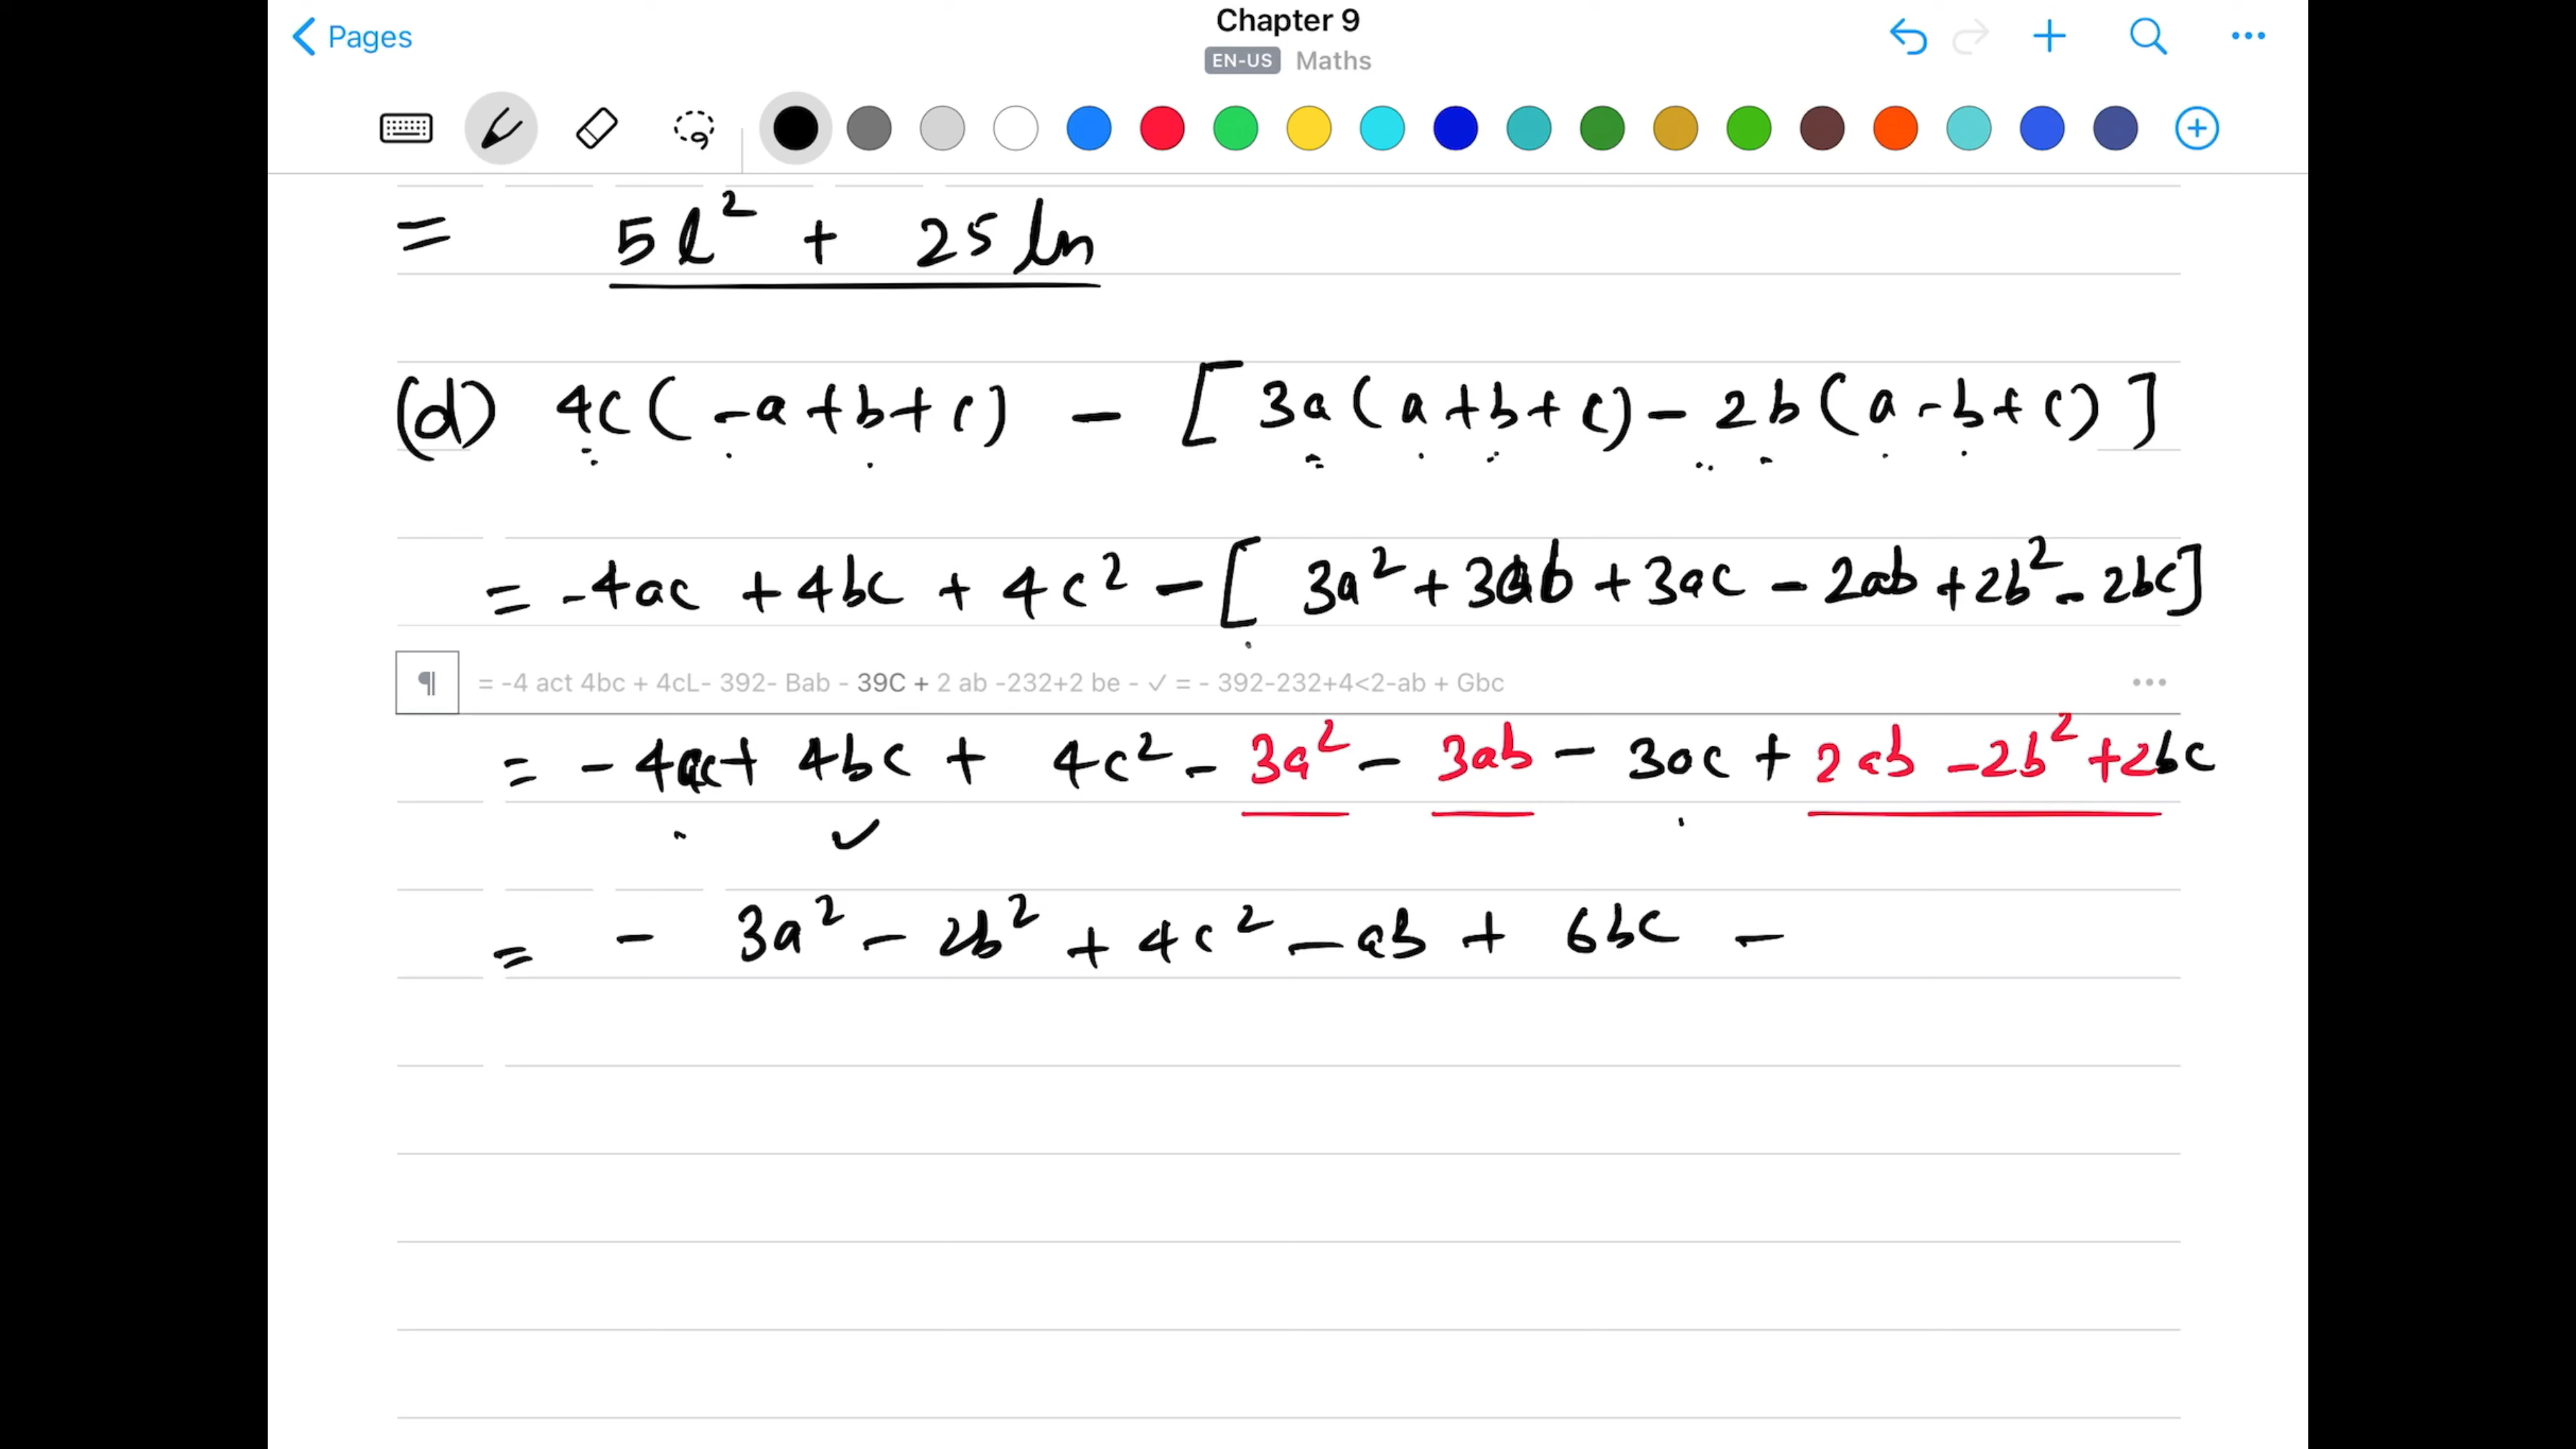 Pages
Chapter 9
EN-US Maths
= 5l² + 25ln
(d) 4c(-a+b+c) - [3a(a+b+c) - 2b(a-b+c)]
= -4ac + 4bc + 4c² - [3a² + 3ab + 3ac - 2ab + 2b² - 2bc]
= -4 act 4bc + 4cL- 392- Bab - 39C + 2 ab -232+2 be - ✓ = - 392-232+4<2-ab + Gbc
= -4ac + 4bc + 4c² - 3a² - 3ab - 3ac + 2ab - 2b² + 2bc
✓
= - 3a² - 2b² + 4c² - ab + 6bc -